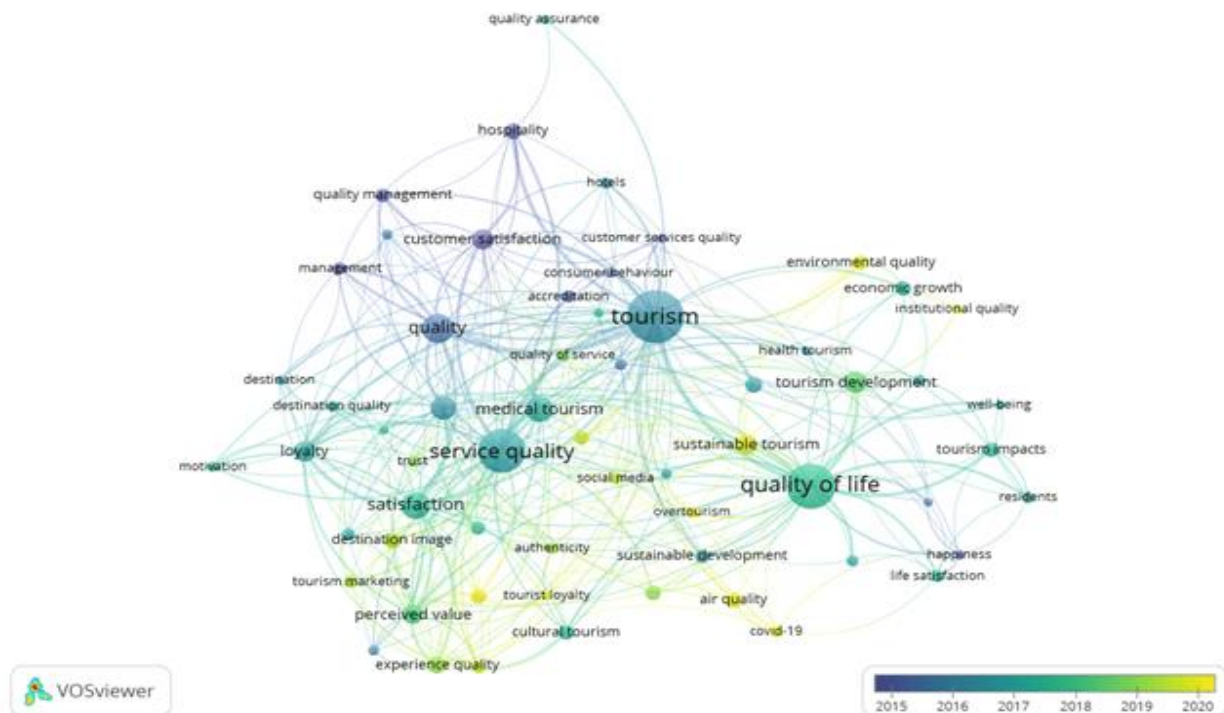 quality assurance
hospitality
hotels
quality management
customer satisfaction
customer services quality
management
consumer behaviour
environmental quality
economic growth
accreditation
institutional quality
tourism
quality
quality of service
health tourism
destination
tourism development
destination quality
medical tourism
well-being
loyalty
service quality
sustainable tourism
tourism impacts
trust
motivation
social media
quality of life
residents
satisfaction
overtourism
destination image
authenticity
sustainable development
happiness
life satisfaction
tourism marketing
tourist loyalty
air quality
perceived value
cultural tourism
covid-19
experience quality
VOSviewer
2015 2016 2017 2018 2019 2020